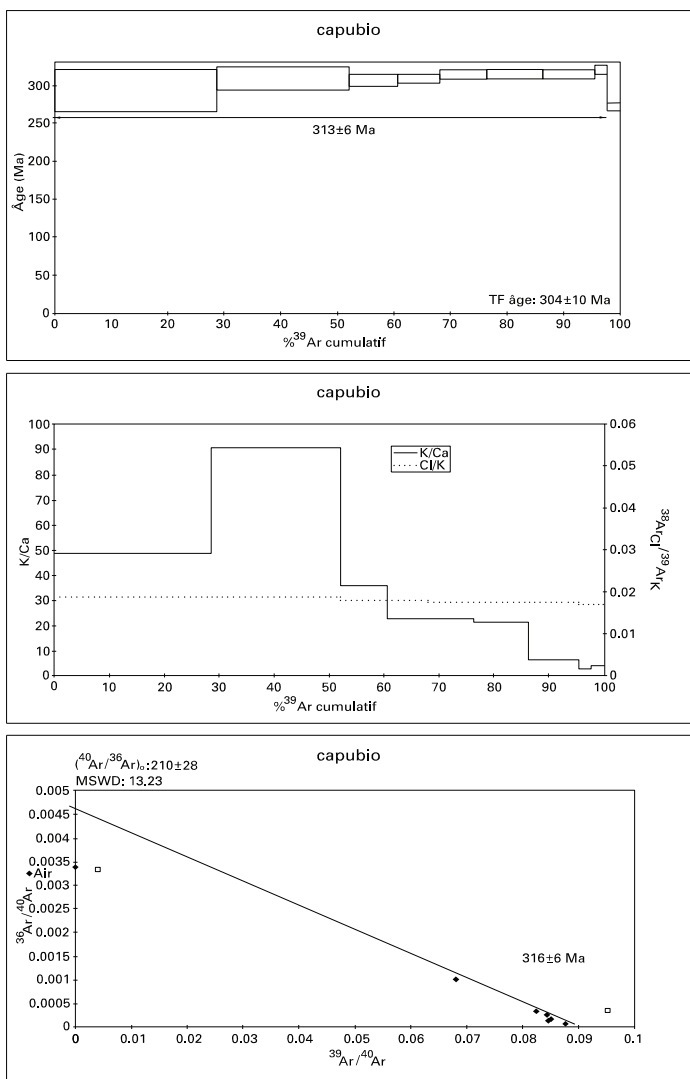 capubio
300
250
200
150
100
50
0
Âge (Ma)
313±6 Ma
TF âge: 304±10 Ma
0 10 20 30 40 50 60 70 80 90 100
%³⁹Ar cumulatif
capubio
100
90
80
70
60
50
40
30
20
10
0
K/Ca
K/Ca
Cl/K
0.06
0.05
0.04
0.03
0.02
0.01
0
³⁸ArCl/³⁹ArK
0 10 20 30 40 50 60 70 80 90 100
%³⁹Ar cumulatif
capubio
(⁴⁰Ar/³⁶Ar)₀:210±28
MSWD: 13.23
0.005
0.0045
0.004
0.0035
0.003
0.0025
0.002
0.0015
0.001
0.0005
0
Air
³⁶Ar/⁴⁰Ar
316±6 Ma
0 0.01 0.02 0.03 0.04 0.05 0.06 0.07 0.08 0.09 0.1
³⁹Ar/⁴⁰Ar